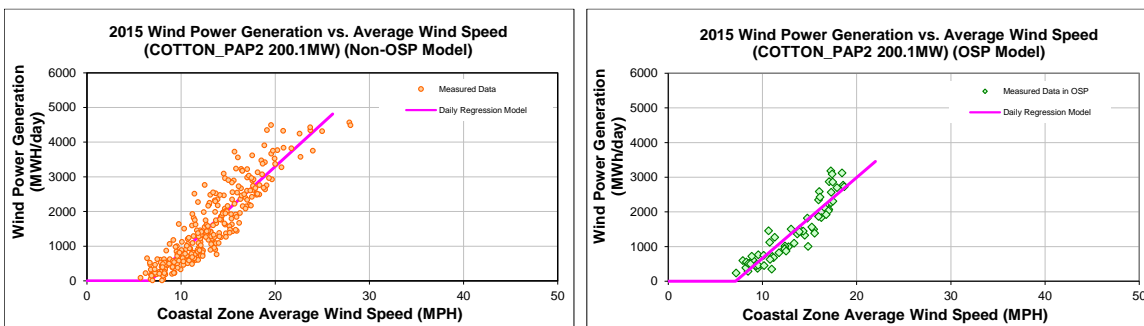 2015 Wind Power Generation vs. Average Wind Speed
(COTTON_PAP2 200.1MW) (Non-OSP Model)
Wind Power Generation
(MWH/day)
6000
5000
4000
3000
2000
1000
0
Measured Data
Daily Regression Model
0 10 20 30 40 50
Coastal Zone Average Wind Speed (MPH)
2015 Wind Power Generation vs. Average Wind Speed
(COTTON_PAP2 200.1MW) (OSP Model)
Wind Power Generation
(MWh/day)
6000
5000
4000
3000
2000
1000
0
Measured Data in OSP
Daily Regression Model
0 10 20 30 40 50
Coastal Zone Average Wind Speed (MPH)